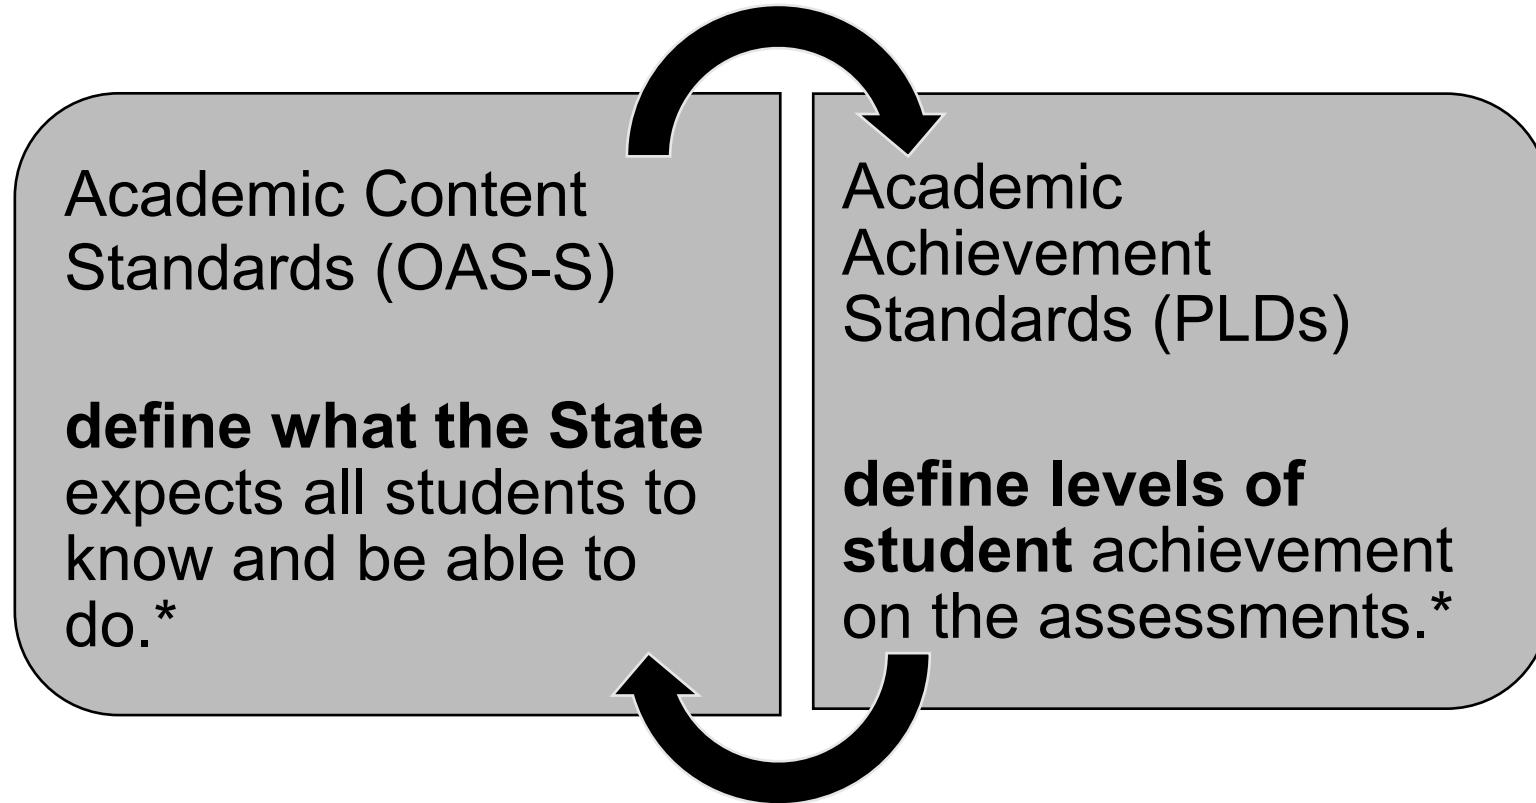 Academic Content
Standards (OAS-S)
define what the State
expects all students to
know and be able to
do.*
Academic
Achievement
Standards (PLDs)
define levels of
student achievement
on the assessments.*